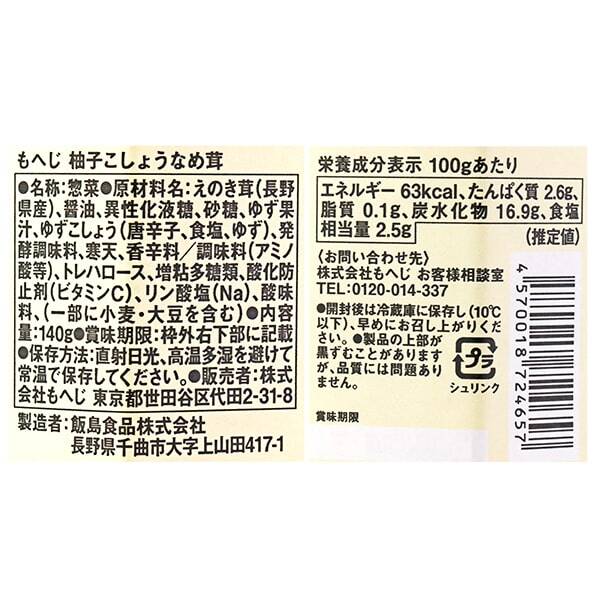 もへじ 柚子こしょうなめ茸
●名称:惣菜●原材料名:えのき茸(長野
県産)、醤油、異性化液糖、砂糖、ゆず果
汁、ゆずこしょう(唐辛子、食塩、ゆず)、発
酵調味料、寒天、香辛料／調味料(アミノ
酸等)、トレハロース、増粘多糖類、酸化防
止剤(ビタミンC)、リン酸塩(Na)、酸味
料、(一部に小麦・大豆を含む)●内容
量:140g●賞味期限:枠外右下部に記載
●保存方法:直射日光、高温多湿を避けて
常温で保存してください。●販売者:株式
会社もへじ 東京都世田谷区代田2-31-8
製造者:飯島食品株式会社
長野県千曲市大字上山田417-1
栄養成分表示 100gあたり
エネルギー 63kcal、たんぱく質 2.6g、
脂質 0.1g、炭水化物 16.9g、食塩
相当量 2.5g
(推定値)
〈お問い合わせ先〉
株式会社もへじ お客様相談室
TEL:0120-014-337
●開封後は冷蔵庫に保存し(10℃
以下)、早めにお召し上がりくださ
い。●製品の上部が
黒ずむことがあります
が、品質には問題あり
ません。
プラ
シュリンク
賞味期限
4570018724657